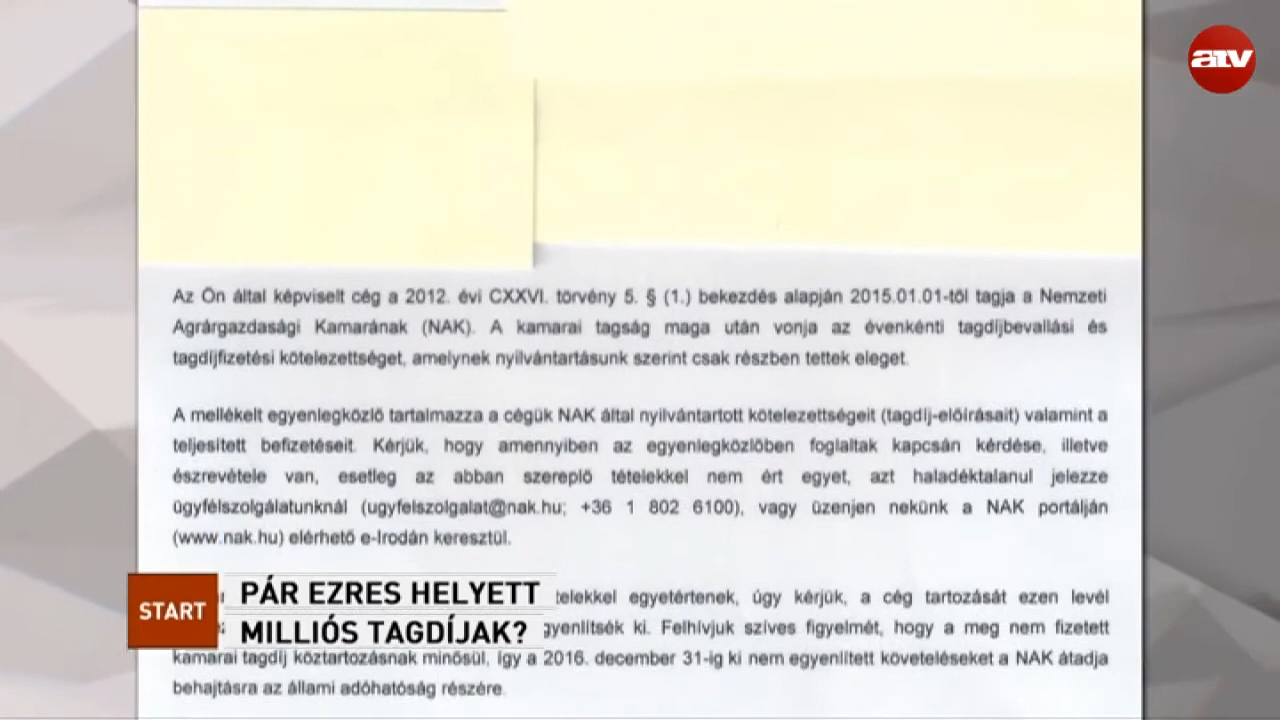 atv
Az Ön által képviselt cég a 2012. évi CXXVI. törvény 5. § (1.) bekezdés alapján 2015.01.01-től tagja a Nemzeti
Agrárgazdasági Kamarának (NAK). A kamarai tagság maga után vonja az évenkénti tagdíjbevallási és
tagdíjfizetési kötelezettséget, amelynek nyilvántartásunk szerint csak részben tettek eleget.
A mellékelt egyenlegközlő tartalmazza a cégük NAK által nyilvántartott kötelezettségeit (tagdíj-előírásait) valamint a
teljesített befizetéseit. Kérjük, hogy amennyiben az egyenlegközlőben foglaltak kapcsán kérdése, illetve
észrevétele van, esetleg az abban szereplő tételekkel nem ért egyet, azt haladéktalanul jelezze
ügyfélszolgálatunknál (ugyfelszolgalat@nak.hu; +36 1 802 6100), vagy üzenjen nekünk a NAK portálján
(www.nak.hu) elérhető e-Irodán keresztül.
telekkel egyetértenek, úgy kérjük, a cég tartozását ezen levél
gyenlítsék ki. Felhívjuk szíves figyelmét, hogy a meg nem fizetett
kamarai tagdíj köztartozásnak minősül, így a 2016. december 31-ig ki nem egyenlített követeléseket a NAK átadja
behajtásra az állami adóhatóság részére.
START
PÁR EZRES HELYETT
MILLIÓS TAGDÍJAK?